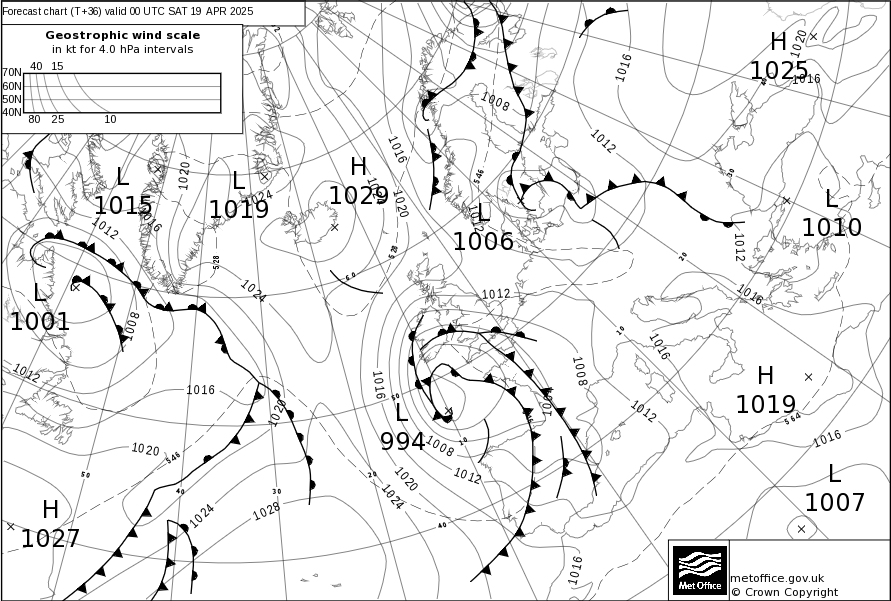 Forecast chart (T+36) valid 00 UTC SAT 19 APR 2025
Geostrophic wind scale
in kt for 4.0 hPa intervals
40 15
70N
60N
50N
40N
80 25 10
H
1025
1020
1016
1016
1008
1012
1016
1020
L
1015
L
1019
1024
H
1029
1020
546
L
1006
L
1010
1012
1016
528
528
1012
1024
60
L
1001
1008
1012
1012
1016
20
10
1016
1016
1008
1016
1020
50
L
994
1008
10
1012
1012
H
1019
564
1016
1020
546
50
40
30
20
1020
1024
1024
1028
40
H
1027
L
1007
1016
Met Office
metoffice.gov.uk
© Crown Copyright